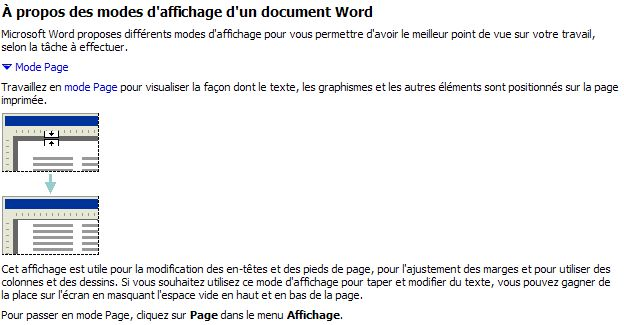 À propos des modes d'affichage d'un document Word
Microsoft Word proposes différents modes d'affichage pour vous permettre d'avoir le meilleur point de vue sur votre travail,
selon la tâche à effectuer.
Mode Page
Travaillez en mode Page pour visualiser la façon dont le texte, les graphismes et les autres éléments sont positionnés sur la page
imprimée.
Cet affichage est utile pour la modification des en-têtes et des pieds de page, pour l'ajustement des marges et pour utiliser des
colonnes et des dessins. Si vous souhaitez utilisez ce mode d'affichage pour taper et modifier du texte, vous pouvez gagner de
la place sur l'écran en masquant l'espace vide en haut et en bas de la page.
Pour passer en mode Page, cliquez sur Page dans le menu Affichage.